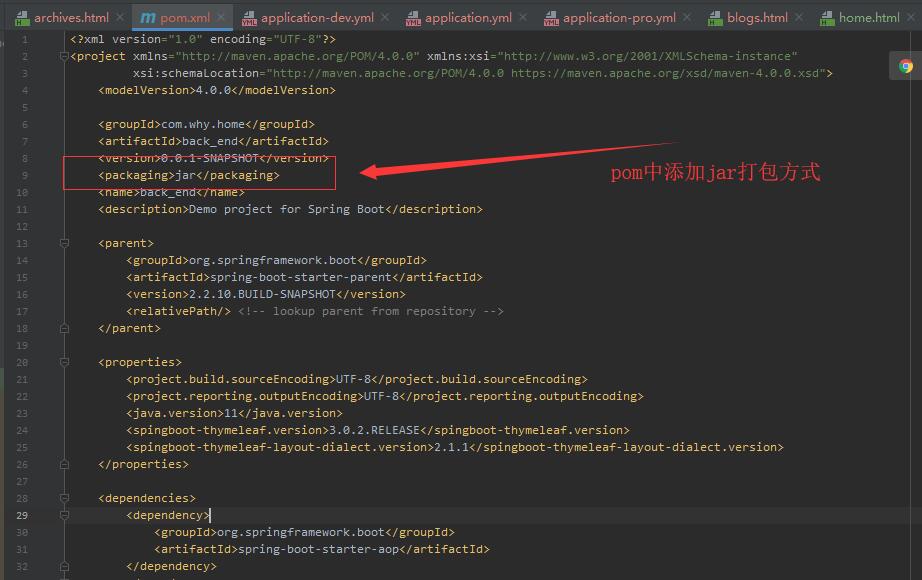 archives.html
pom.xml
application-dev.yml
application.yml
application-pro.yml
blogs.html
home.html
1 <?xml version="1.0" encoding="UTF-8"?>
2 <project xmlns="http://maven.apache.org/POM/4.0.0" xmlns:xsi="http://www.w3.org/2001/XMLSchema-instance"
3 xsi:schemaLocation="http://maven.apache.org/POM/4.0.0 https://maven.apache.org/xsd/maven-4.0.0.xsd">
4 <modelVersion>4.0.0</modelVersion>
5
6 <groupId>com.why.home</groupId>
7 <artifactId>back_end</artifactId>
8 <version>0.0.1-SNAPSHOT</version>
9 <packaging>jar</packaging>
pom中添加jar打包方式
10 <name>back_end</name>
11 <description>Demo project for Spring Boot</description>
12
13 <parent>
14 <groupId>org.springframework.boot</groupId>
15 <artifactId>spring-boot-starter-parent</artifactId>
16 <version>2.2.10.BUILD-SNAPSHOT</version>
17 <relativePath/> <!-- lookup parent from repository -->
18 </parent>
19
20 <properties>
21 <project.build.sourceEncoding>UTF-8</project.build.sourceEncoding>
22 <project.reporting.outputEncoding>UTF-8</project.reporting.outputEncoding>
23 <java.version>11</java.version>
24 <spingboot-thymeleaf.version>3.0.2.RELEASE</spingboot-thymeleaf.version>
25 <spingboot-thymeleaf-layout-dialect.version>2.1.1</spingboot-thymeleaf-layout-dialect.version>
26 </properties>
27
28 <dependencies>
29 <dependency>
30 <groupId>org.springframework.boot</groupId>
31 <artifactId>spring-boot-starter-aop</artifactId>
32 </dependency>